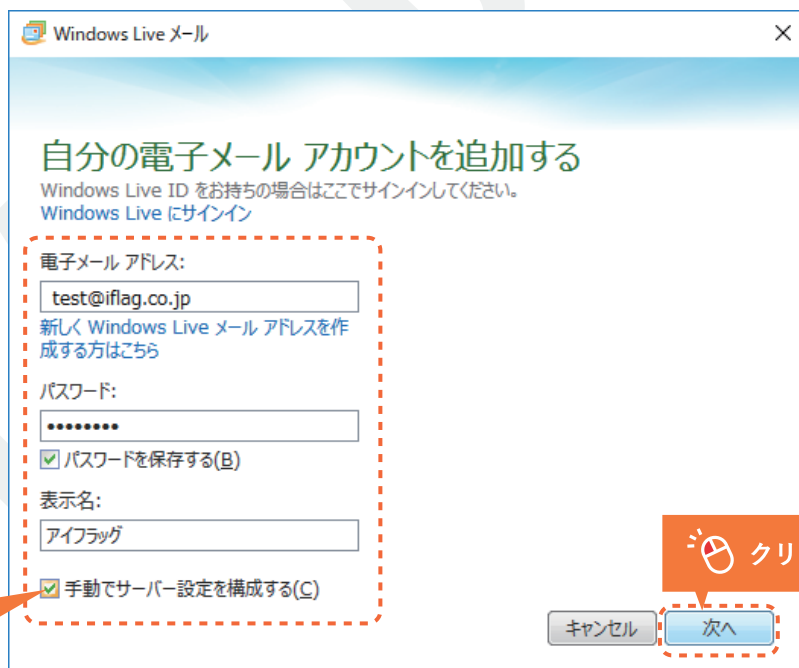 Windows Live メール
自分の電子メール アカウントを追加する
Windows Live ID をお持ちの場合はここでサインインしてください。
Windows Live にサインイン
電子メール アドレス:
test@iflag.co.jp
新しく Windows Live メール アドレスを作
成する方はこちら
パスワード:
••••••••
パスワードを保存する(B)
表示名:
アイフラッグ
手動でサーバー設定を構成する(C)
クリ
キャンセル
次へ